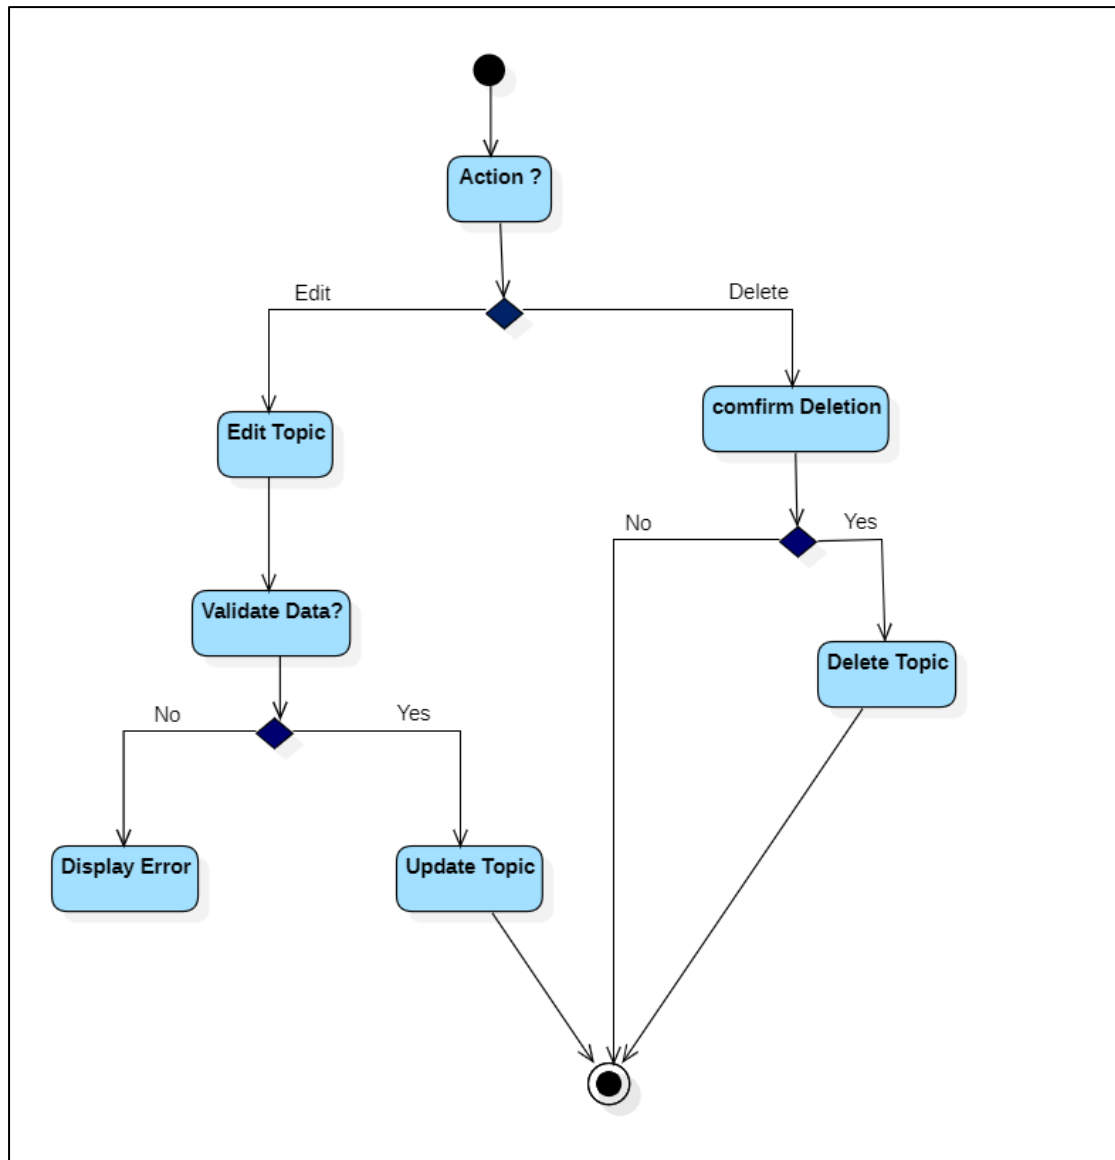 Action ?
Edit
Delete
comfirm Deletion
Edit Topic
No
Yes
Validate Data?
Delete Topic
No
Yes
Display Error
Update Topic